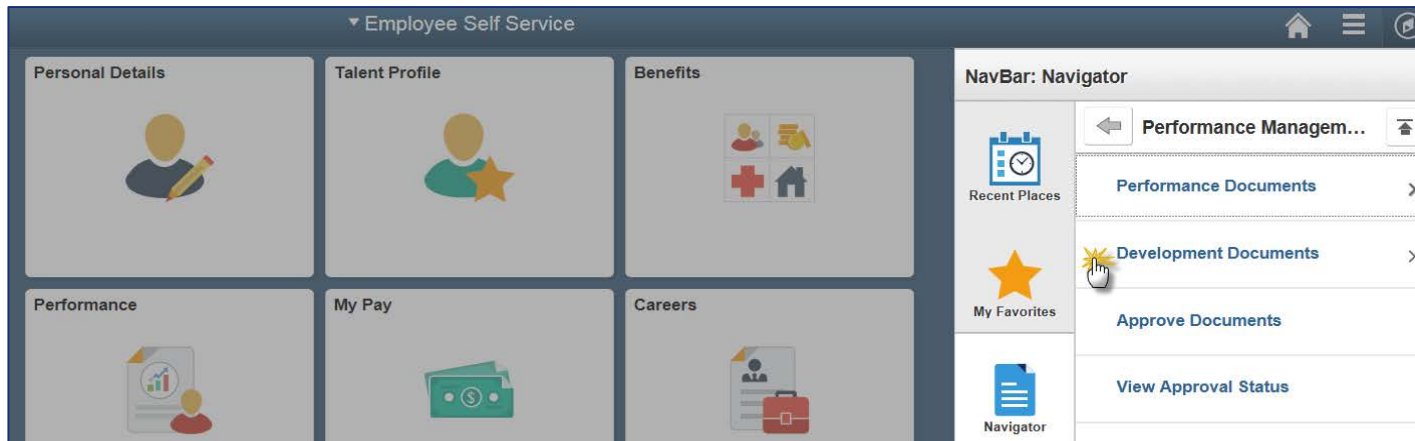 Employee Self Service
Personal Details
Talent Profile
Benefits
Performance
My Pay
Careers
NavBar: Navigator
Recent Places
My Favorites
Navigator
Performance Managem...
Performance Documents
Development Documents
Approve Documents
View Approval Status